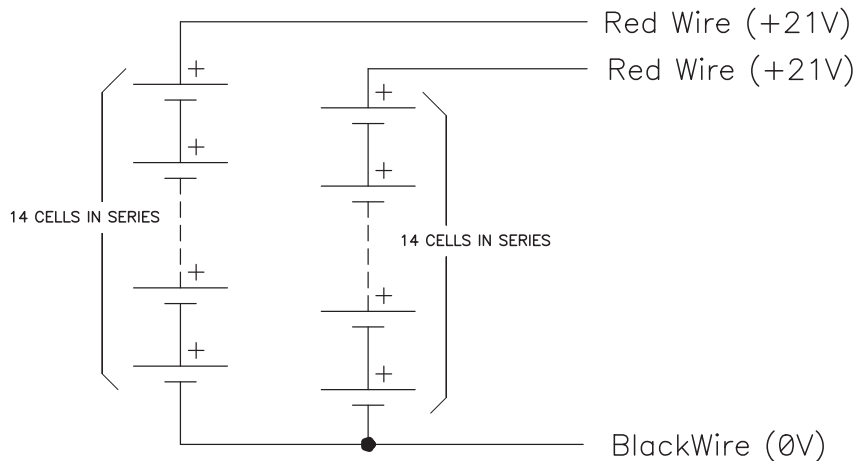 Red Wire (+21V)
Red Wire (+21V)
+
+
+
+
14 CELLS IN SERIES
+
+
+
+
14 CELLS IN SERIES
BlackWire (0V)